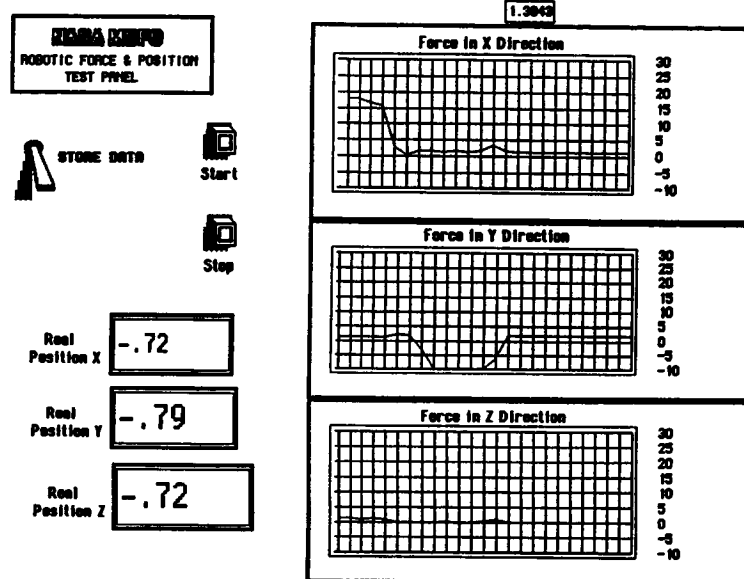 NASA
ROBOTIC FORCE & POSITION
TEST PANEL
STORE DATA
Start
Stop
Real
Position X
-.72
Real
Position Y
-.79
Real
Position Z
-.72
1.3043
Force in X Direction
30
25
20
15
10
5
0
-5
-10
Force in Y Direction
30
25
20
15
10
5
0
-5
-10
Force in Z Direction
30
25
20
15
10
5
0
-5
-10